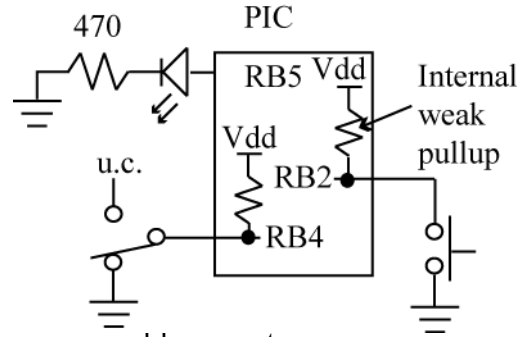 PIC
470
RB5
Vdd
Internal
weak
pullup
Vdd
u.c.
RB2
RB4